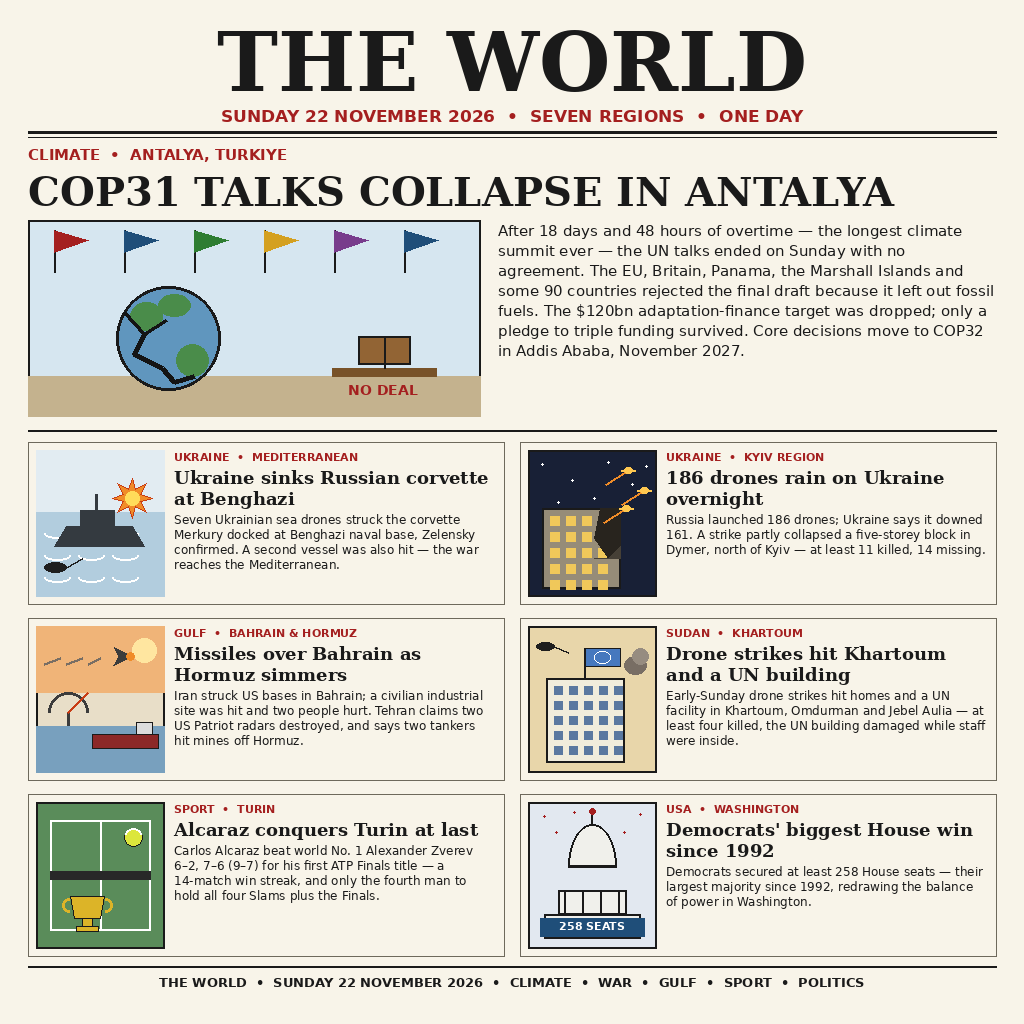 THE WORLD
SUNDAY 22 NOVEMBER 2026 • SEVEN REGIONS • ONE DAY
CLIMATE • ANTALYA, TURKIYE
COP31 TALKS COLLAPSE IN ANTALYA
NO DEAL
After 18 days and 48 hours of overtime — the longest climate
summit ever — the UN talks ended on Sunday with no
agreement. The EU, Britain, Panama, the Marshall Islands and
some 90 countries rejected the final draft because it left out fossil
fuels. The $120bn adaptation-finance target was dropped; only a
pledge to triple funding survived. Core decisions move to COP32
in Addis Ababa, November 2027.
UKRAINE • MEDITERRANEAN
Ukraine sinks Russian corvette
at Benghazi
Seven Ukrainian sea drones struck the corvette
Merkury docked at Benghazi naval base, Zelensky
confirmed. A second vessel was also hit — the war
reaches the Mediterranean.
UKRAINE • KYIV REGION
186 drones rain on Ukraine
overnight
Russia launched 186 drones; Ukraine says it downed
161. A strike partly collapsed a five-storey block in
Dymer, north of Kyiv — at least 11 killed, 14 missing.
GULF • BAHRAIN & HORMUZ
Missiles over Bahrain as
Hormuz simmers
Iran struck US bases in Bahrain; a civilian industrial
site was hit and two people hurt. Tehran claims two
US Patriot radars destroyed, and says two tankers
hit mines off Hormuz.
SUDAN • KHARTOUM
Drone strikes hit Khartoum
and a UN building
Early-Sunday drone strikes hit homes and a UN
facility in Khartoum, Omdurman and Jebel Aulia — at
least four killed, the UN building damaged while staff
were inside.
SPORT • TURIN
Alcaraz conquers Turin at last
Carlos Alcaraz beat world No. 1 Alexander Zverev
6–2, 7–6 (9–7) for his first ATP Finals title — a
14-match win streak, and only the fourth man to
hold all four Slams plus the Finals.
USA • WASHINGTON
Democrats' biggest House win
since 1992
Democrats secured at least 258 House seats — their
largest majority since 1992, redrawing the balance
of power in Washington.
258 SEATS
THE WORLD • SUNDAY 22 NOVEMBER 2026 • CLIMATE • WAR • GULF • SPORT • POLITICS